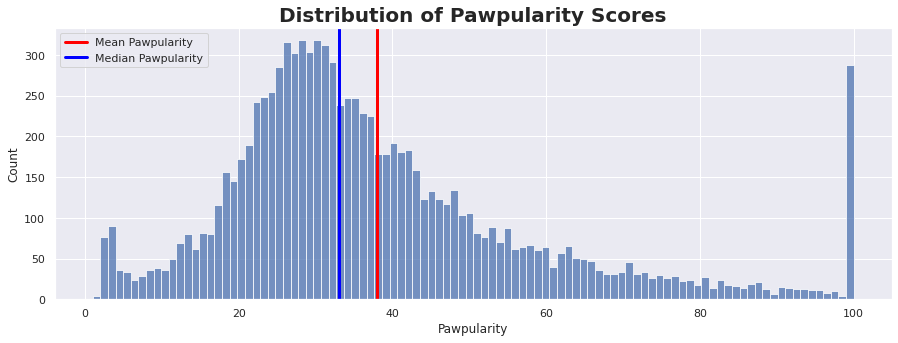 Distribution of Pawpularity Scores
Mean Pawpularity
Median Pawpularity
Count
300
250
200
150
100
50
0
0 20 40 60 80 100
Pawpularity